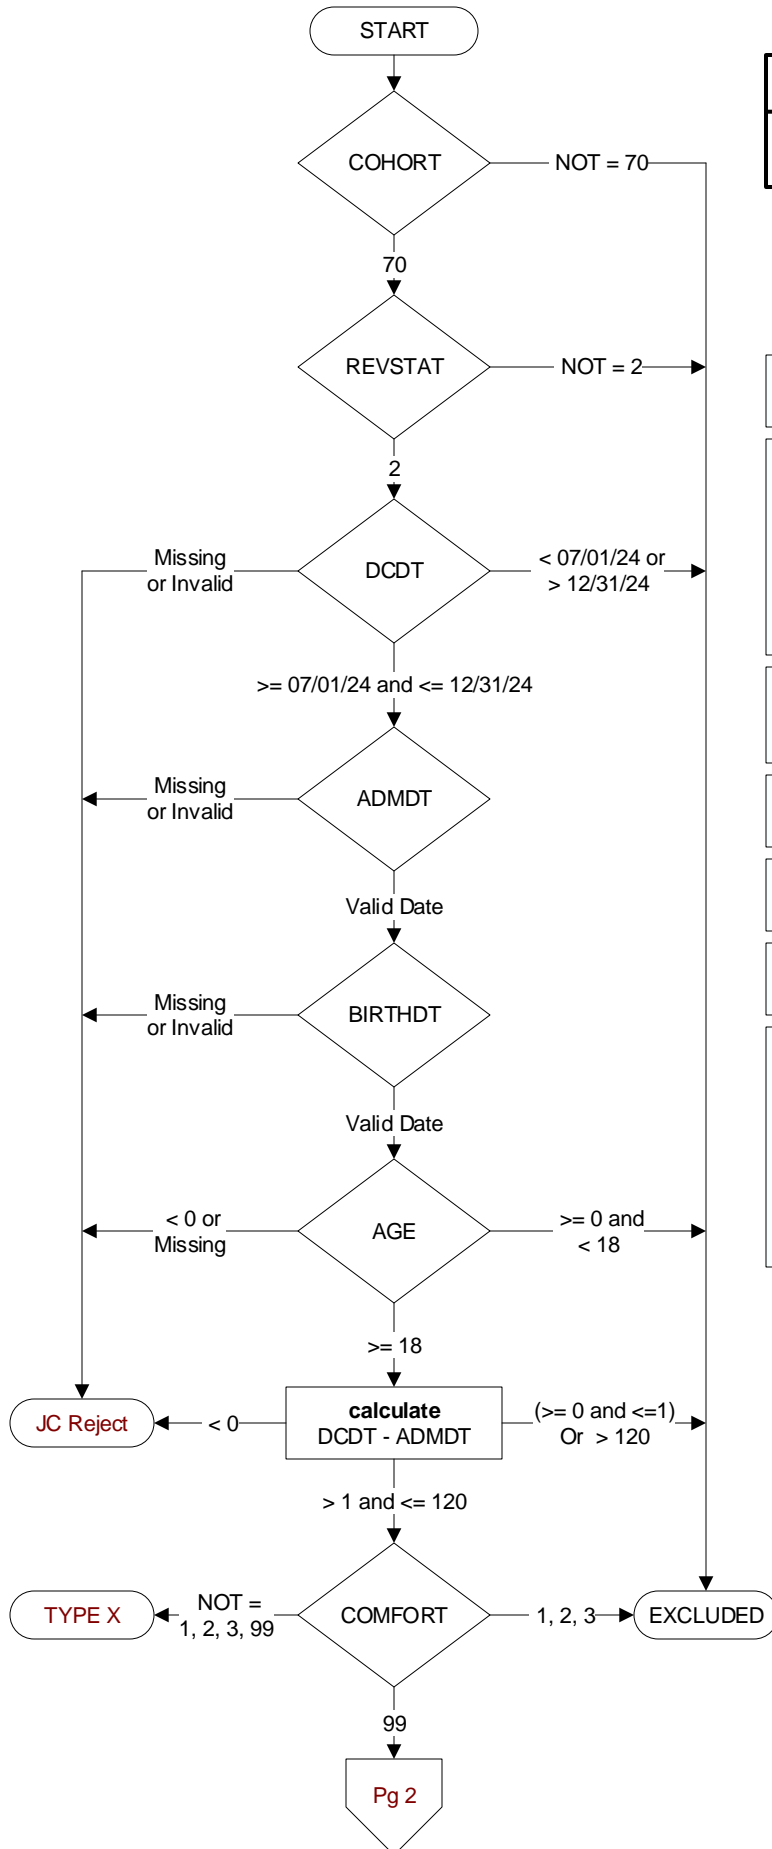 START
COHORT
NOT = 70
70
REVSTAT
NOT = 2
2
Missing
or Invalid
DCDT
< 07/01/24 or
> 12/31/24
>= 07/01/24 and <= 12/31/24
Missing
or Invalid
ADMDT
Valid Date
Missing
or Invalid
BIRTHDT
Valid Date
< 0 or
Missing
AGE
>= 0 and
< 18
>= 18
JC Reject
< 0
calculate
DCDT - ADMDT
(>= 0 and <=1)
Or > 120
> 1 and <= 120
TYPE X
NOT =
1, 2, 3, 99
COMFORT
1, 2, 3
EXCLUDED
99
Pg 2